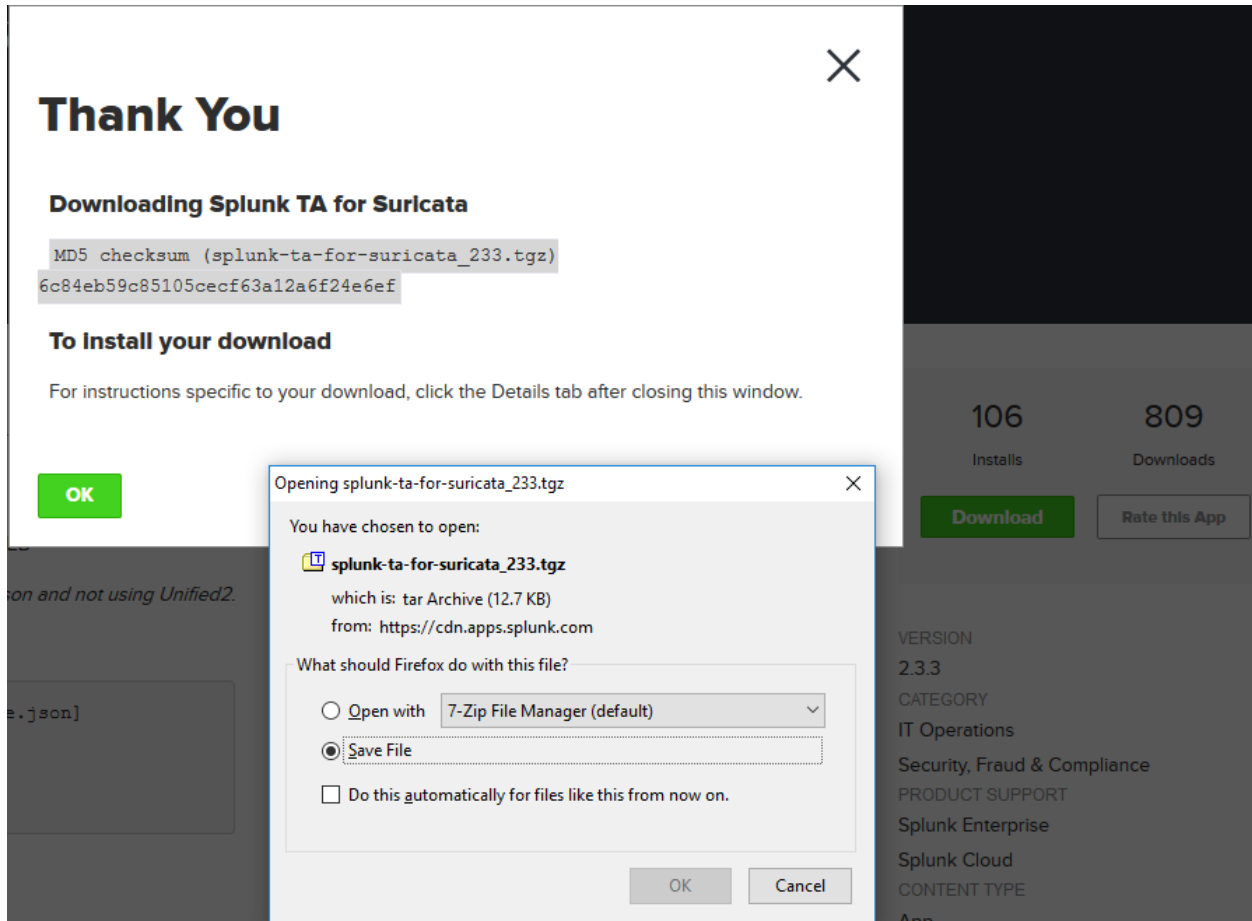 Thank You
Downloading Splunk TA for Suricata
MD5 checksum (splunk-ta-for-suricata_233.tgz)
6c84eb59c85105cecf63a12a6f24e6ef
To install your download
For instructions specific to your download, click the Details tab after closing this window.
OK
106
Installs
809
Downloads
Download
Rate this App
son and not using Unified2.
e.json]
Opening splunk-ta-for-suricata_233.tgz
You have chosen to open:
splunk-ta-for-suricata_233.tgz
which is: tar Archive (12.7 KB)
from: https://cdn.apps.splunk.com
What should Firefox do with this file?
Open with
7-Zip File Manager (default)
Save File
Do this automatically for files like this from now on.
OK
Cancel
VERSION
2.3.3
CATEGORY
IT Operations
Security, Fraud & Compliance
PRODUCT SUPPORT
Splunk Enterprise
Splunk Cloud
CONTENT TYPE
App